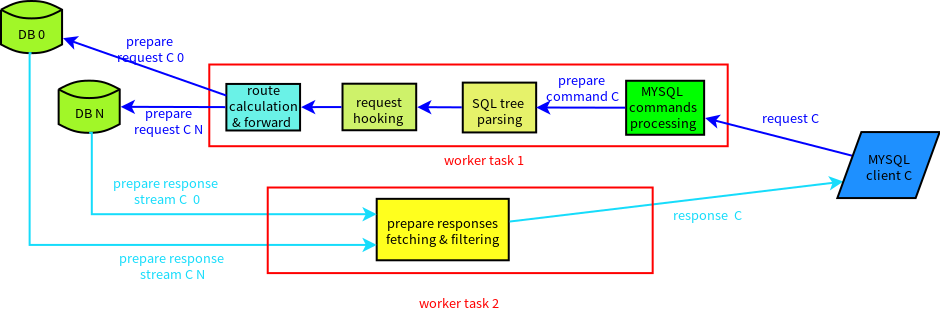 DB 0
prepare
request C 0
DB N
prepare
request C N
route
calculation
& forward
request
hooking
SQL tree
parsing
prepare
command C
MYSQL
commands
processing
request C
MYSQL
client C
worker task 1
prepare response
stream C 0
prepare responses
fetching & filtering
response C
prepare response
stream C N
worker task 2